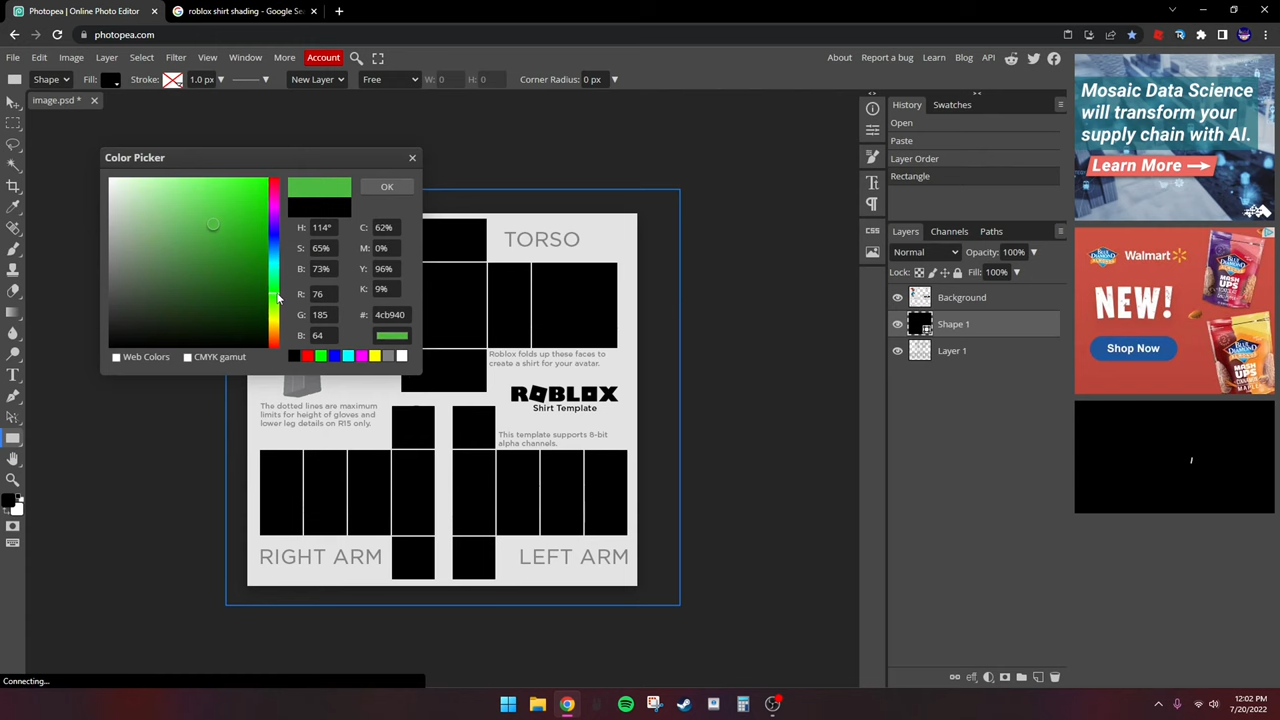 Photopea | Online Photo Editor
roblox shirt shading - Google Sea
photopea.com
File Edit Image Layer Select Filter View Window More Account
About Report a bug Learn Blog API
Shape Fill: Stroke: 1.0 px New Layer Free W: 0 H: 0 Corner Radius: 0 px
image.psd *
Color Picker
OK
H: 114° C: 62%
S: 65% M: 0%
B: 73% Y: 96%
R: 76 K: 9%
G: 185 #: 4cb940
B: 64
Web Colors CMYK gamut
TORSO
Roblox folds up these faces to
create a shirt for your avatar.
ROBLOX
Shirt Template
The dotted lines are maximum
limits for height of gloves and
lower leg details on R15 only.
This template supports 8-bit
alpha channels.
RIGHT ARM
LEFT ARM
History Swatches
Open
Paste
Layer Order
Rectangle
CSS
Layers Channels Paths
Normal Opacity: 100%
Lock: Fill: 100%
Background
Shape 1
Layer 1
eff
Mosaic Data Science
will transform your
supply chain with AI.
Learn More
Walmart
NEW!
Shop Now
BLUE DIAMOND
ALMONDS
MASH
UPS
Connecting...
12:02 PM
7/20/2022